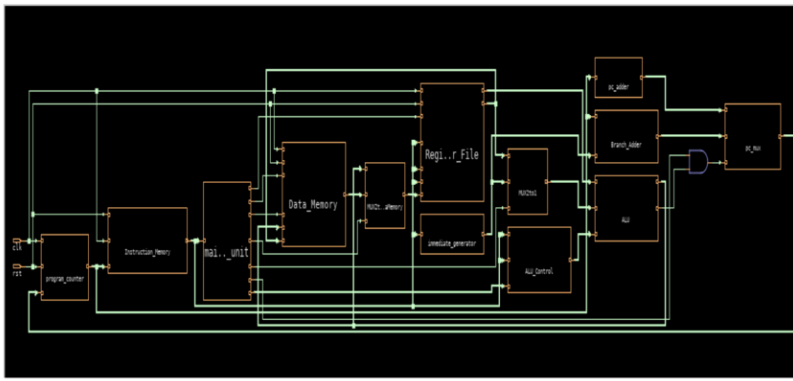 clk
rst
program_counter
Instruction_Memory
mai.._unit
Data_Memory
MUX2t..aMemory
Regi..r_File
immediate_generator
MUX2to1
ALU_Control
pc_adder
Branch_Adder
ALU
pc_mux